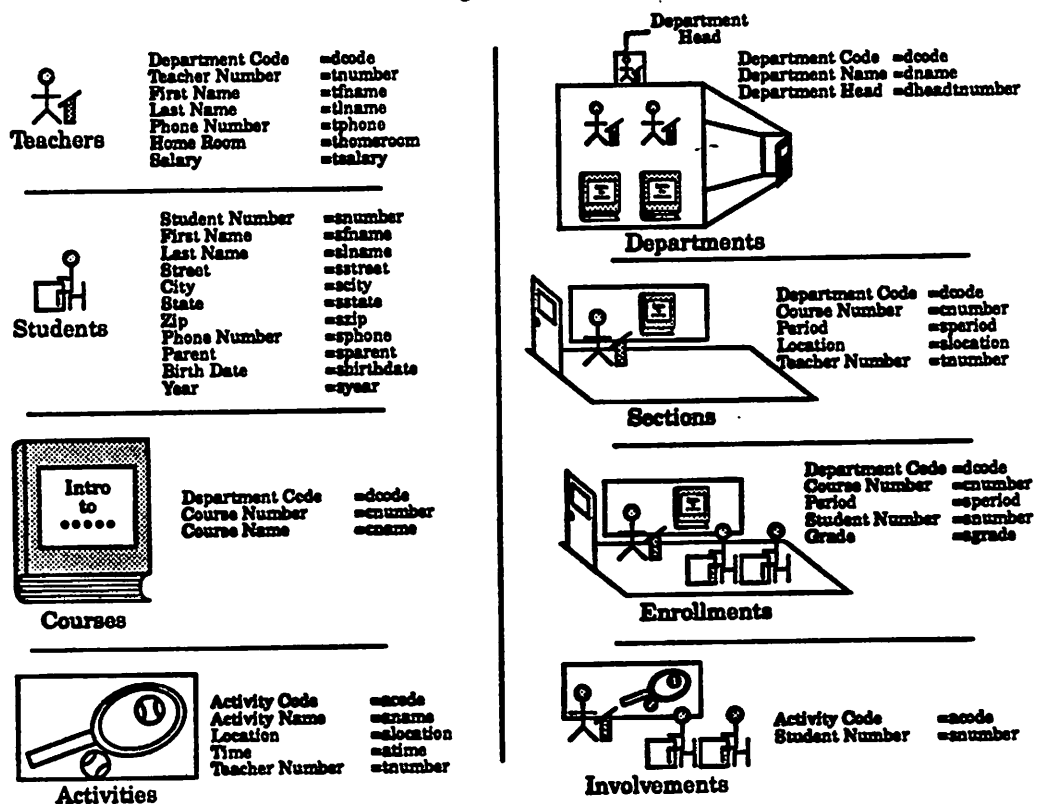 Department Code =dcode
Teacher Number =tnumber
First Name =tfname
Last Name =tlname
Phone Number =tphone
Home Room =thomeroom
Salary =tsalary
Teachers
Student Number =snumber
First Name =sfname
Last Name =slname
Street =sstreet
City =scity
State =sstate
Zip =szip
Phone Number =sphone
Parent =sparent
Birth Date =sbirthdate
Year =syear
Students
Intro
to
•••••
Department Code =dcode
Course Number =cnumber
Course Name =cname
Courses
Activity Code =acode
Activity Name =aname
Location =alocation
Time =atime
Teacher Number =tnumber
Activities
Department
Head
Department Code =dcode
Department Name =dname
Department Head =dheadtnumber
Departments
Department Code =dcode
Course Number =cnumber
Period =speriod
Location =slocation
Teacher Number =tnumber
Sections
Department Code =dcode
Course Number =cnumber
Period =speriod
Student Number =snumber
Grade =sgrade
Enrollments
Activity Code =acode
Student Number =snumber
Involvements